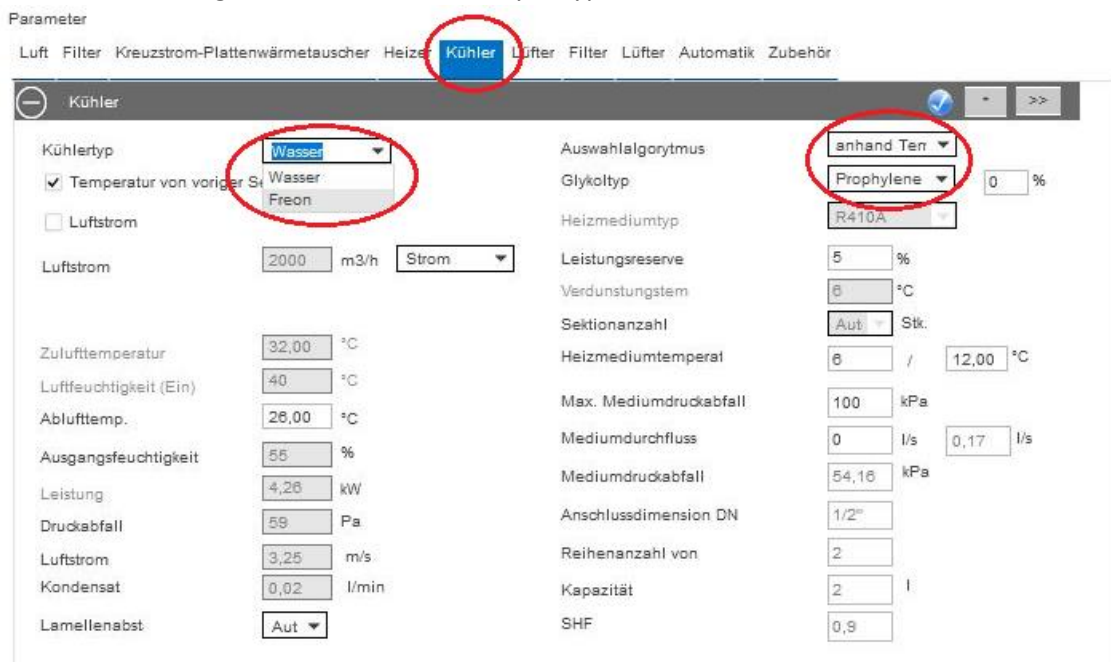 Parameter
Luft Filter Kreuzstrom-Plattenwärmetauscher Heizer Kühler Lüfter Filter Lüfter Automatik Zubehör
Kühler * >>
Kühlertyp Wasser
Wasser
Freon
Temperatur von voriger
Luftstrom
Luftstrom 2000 m3/h Strom
Zulufttemperatur 32,00 °C
Luftfeuchtigkeit (Ein) 40 °C
Ablufttemp. 26,00 °C
Ausgangsfeuchtigkeit 55 %
Leistung 4,26 kW
Druckabfall 59 Pa
Luftstrom 3,25 m/s
Kondensat 0,02 l/min
Lamellenabst Aut
Auswahlalgorytmus anhand Tem
Glykoltyp Prophylene 0 %
Heizmediumtyp R410A
Leistungsreserve 5 %
Verdunstungstem 6 °C
Sektionanzahl Aut Stk.
Heizmediumtemperat 6 / 12,00 °C
Max. Mediumdruckabfall 100 kPa
Mediumdurchfluss 0 l/s 0,17 l/s
Mediumdruckabfall 54,16 kPa
Anschlussdimension DN 1/2"
Reihenanzahl von 2
Kapazität 2 l
SHF 0,9